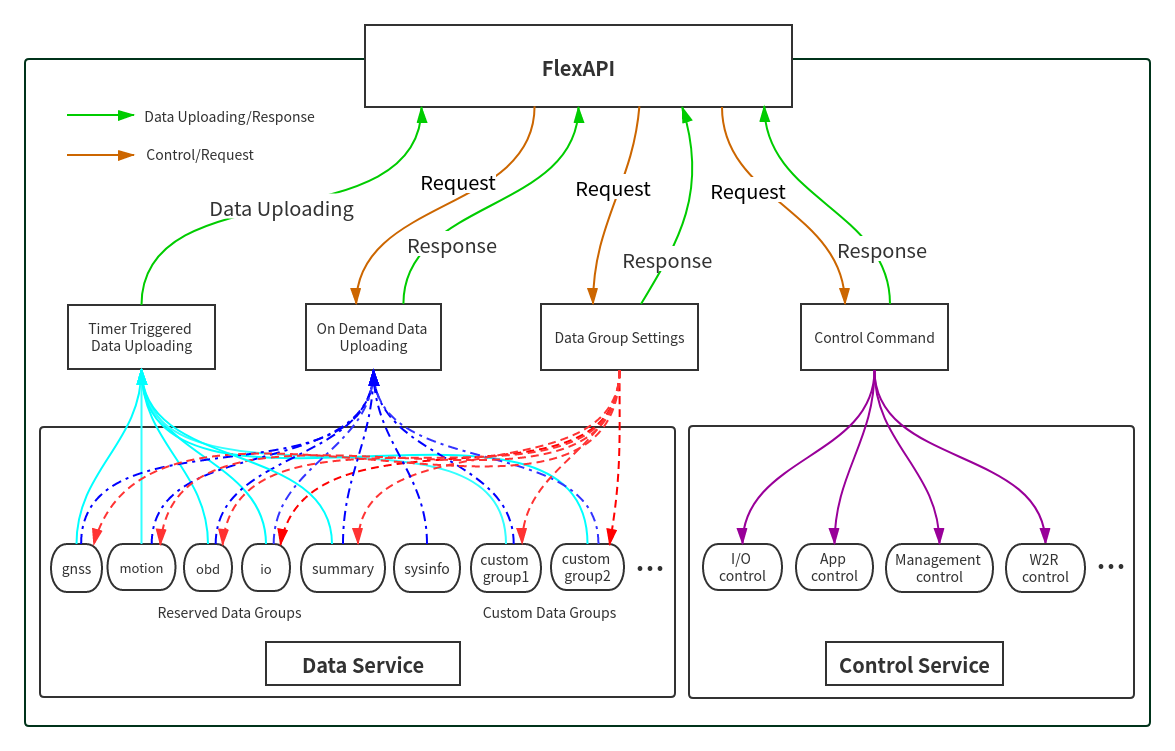 FlexAPI
Data Uploading/Response
Control/Request
Request
Request
Request
Data Uploading
Response
Response
Response
Timer Triggered
Data Uploading
On Demand Data
Uploading
Data Group Settings
Control Command
gnss
motion
obd
io
summary
sysinfo
custom
group1
custom
group2
...
I/O
control
App
control
Management
control
W2R
control
...
Reserved Data Groups
Custom Data Groups
Data Service
Control Service